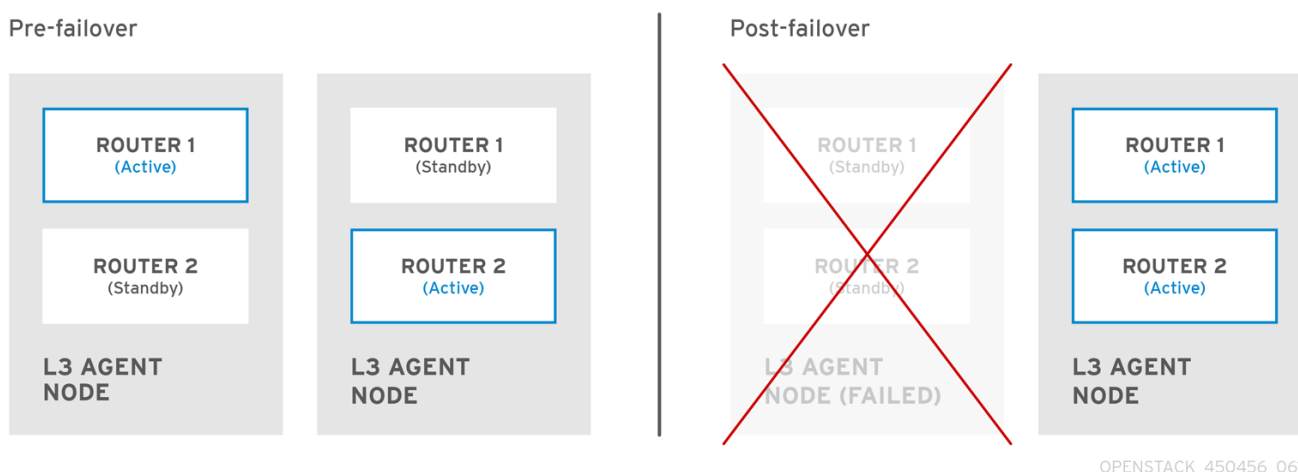 Pre-failover
ROUTER 1
(Active)
ROUTER 2
(Standby)
L3 AGENT
NODE
ROUTER 1
(Standby)
ROUTER 2
(Active)
L3 AGENT
NODE
Post-failover
ROUTER 1
(Standby)
ROUTER 2
(Standby)
L3 AGENT
NODE (FAILED)
ROUTER 1
(Active)
ROUTER 2
(Active)
L3 AGENT
NODE
OPENSTACK_450456_06